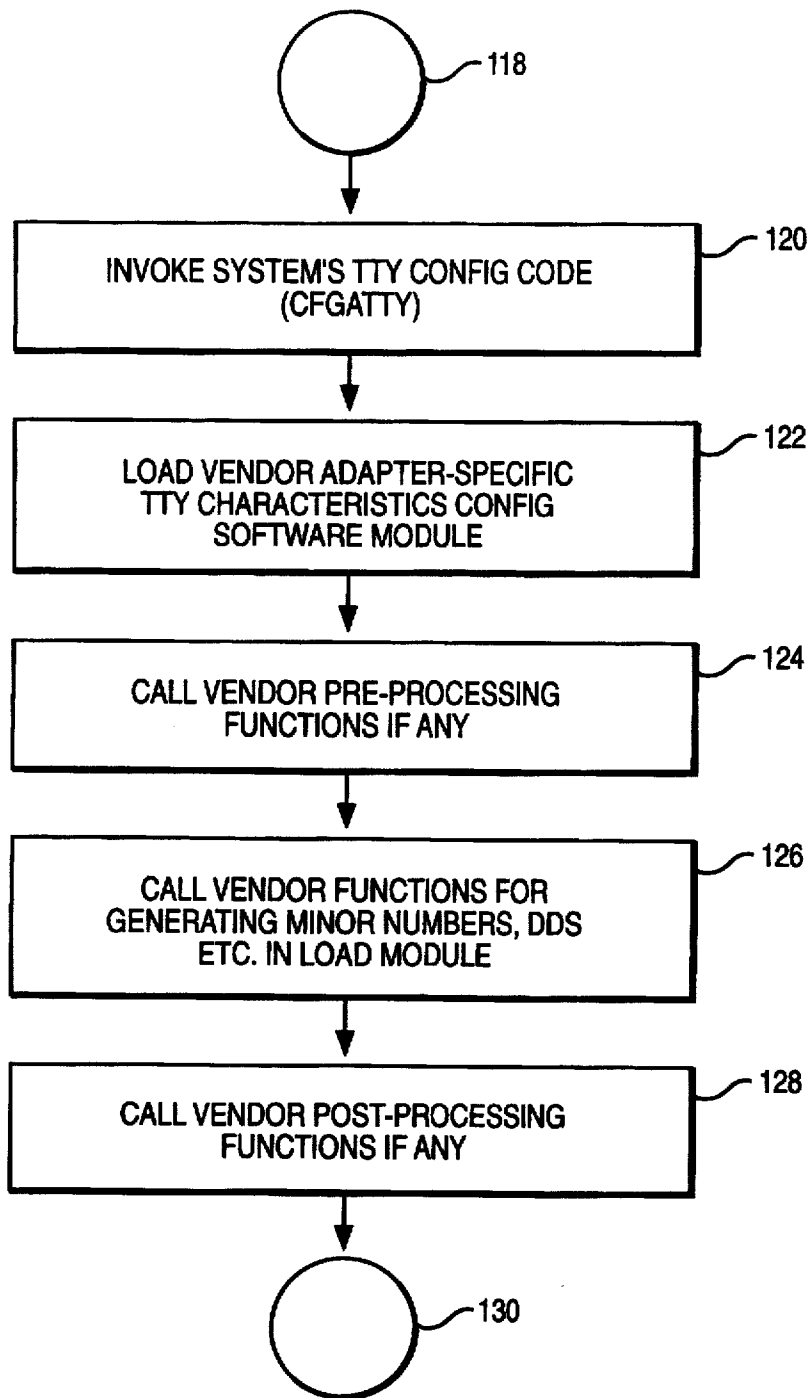 118
120
INVOKE SYSTEM'S TTY CONFIG CODE
(CFGATTY)
122
LOAD VENDOR ADAPTER-SPECIFIC
TTY CHARACTERISTICS CONFIG
SOFTWARE MODULE
124
CALL VENDOR PRE-PROCESSING
FUNCTIONS IF ANY
126
CALL VENDOR FUNCTIONS FOR
GENERATING MINOR NUMBERS, DDS
ETC. IN LOAD MODULE
128
CALL VENDOR POST-PROCESSING
FUNCTIONS IF ANY
130